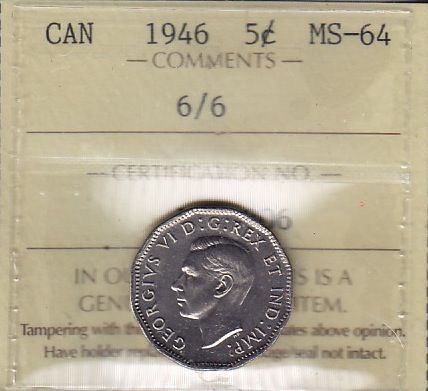 CAN 1946 5¢ MS-64
— COMMENTS —
6/6
— CERTIFICATION NO. —
06
GEORGIVS VI D:G:REX ET IND:IMP:
IN IS A
ITEM.
Tampering with above opinion.
Have holder seal not intact.